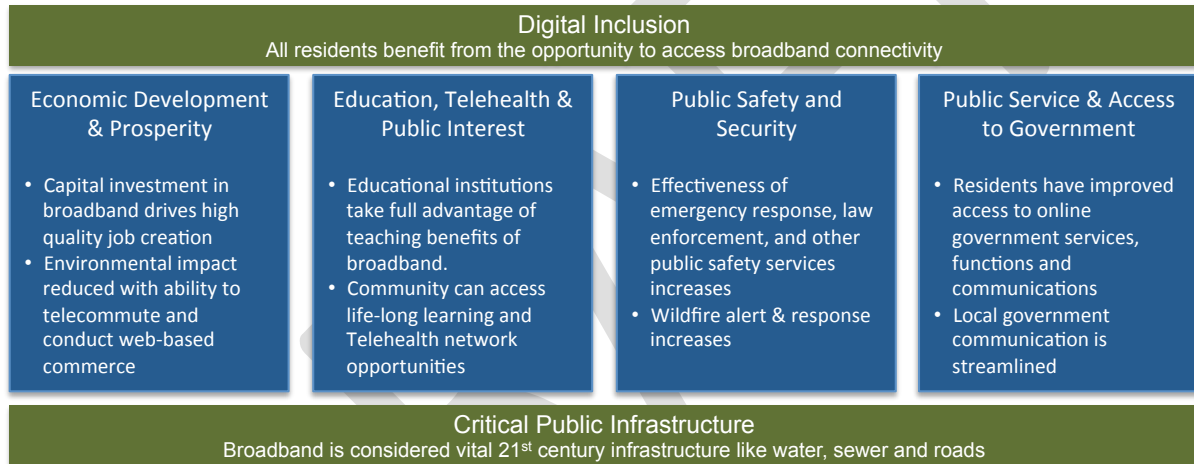 Digital Inclusion
All residents benefit from the opportunity to access broadband connectivity
Economic Development
& Prosperity
• Capital investment in
broadband drives high
quality job creation
• Environmental impact
reduced with ability to
telecommute and
conduct web-based
commerce
Education, Telehealth &
Public Interest
• Educational institutions
take full advantage of
teaching benefits of
broadband.
• Community can access
life-long learning and
Telehealth network
opportunities
Public Safety and
Security
• Effectiveness of
emergency response, law
enforcement, and other
public safety services
increases
• Wildfire alert & response
increases
Public Service & Access
to Government
• Residents have improved
access to online
government services,
functions and
communications
• Local government
communication is
streamlined
Critical Public Infrastructure
Broadband is considered vital 21st century infrastructure like water, sewer and roads